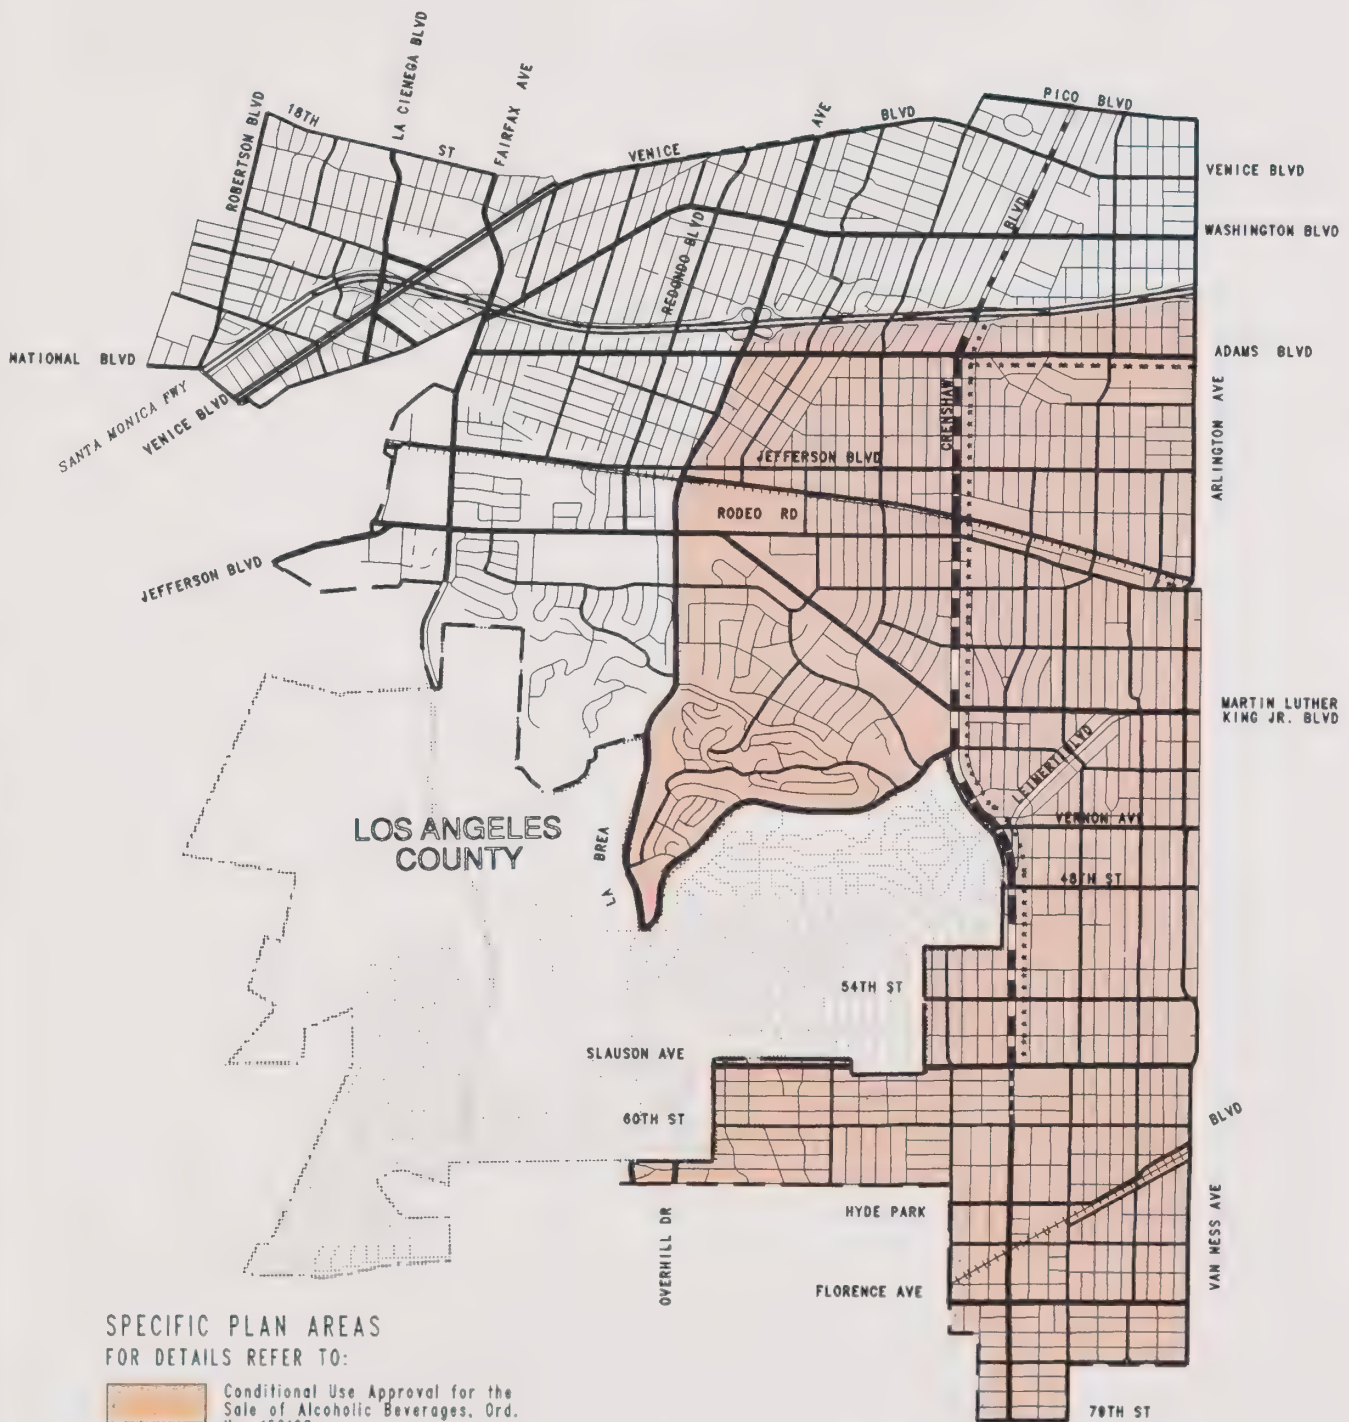 LA CIENEGA BLVD
FAIRFAX AVE
ROBERTSON BLVD
18TH
ST
VENICE
AVE
BLVD
PICO BLVD
VENICE BLVD
BLVD
WASHINGTON BLVD
REDONDO BLVD
NATIONAL BLVD
SANTA MONICA FWY
VENICE BLVD
ADAMS BLVD
CRENSHAW
ARLINGTON AVE
JEFFERSON BLVD
RODEO RD
JEFFERSON BLVD
MARTIN LUTHER
KING JR. BLVD
LEIMERT BLVD
VERNON AVE
LOS ANGELES
COUNTY
LA BREA
48TH ST
54TH ST
SLAUSON AVE
60TH ST
BLVD
HYDE PARK
OVERHILL DR
VAN NESS AVE
FLORENCE AVE
SPECIFIC PLAN AREAS
FOR DETAILS REFER TO:
Conditional Use Approval for the
Sale of Alcoholic Beverages, Ord.
79TH ST